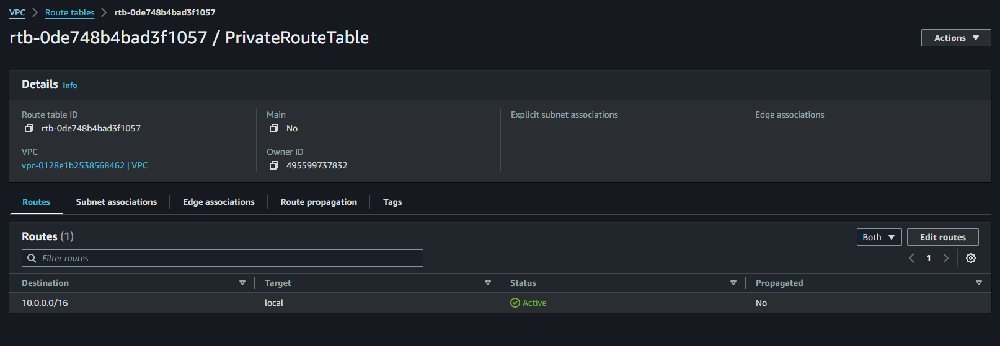 VPC > Route tables > rtb-0de748b4bad3f1057
rtb-0de748b4bad3f1057 / PrivateRouteTable
Actions
Details Info
Route table ID
rtb-0de748b4bad3f1057
Main
No
Explicit subnet associations
–
Edge associations
–
VPC
vpc-0128e1b2538568462 | VPC
Owner ID
495599737832
Routes
Subnet associations
Edge associations
Route propagation
Tags
Routes (1)
Both
Edit routes
Filter routes
1
Destination Target Status Propagated
10.0.0.0/16 local Active No